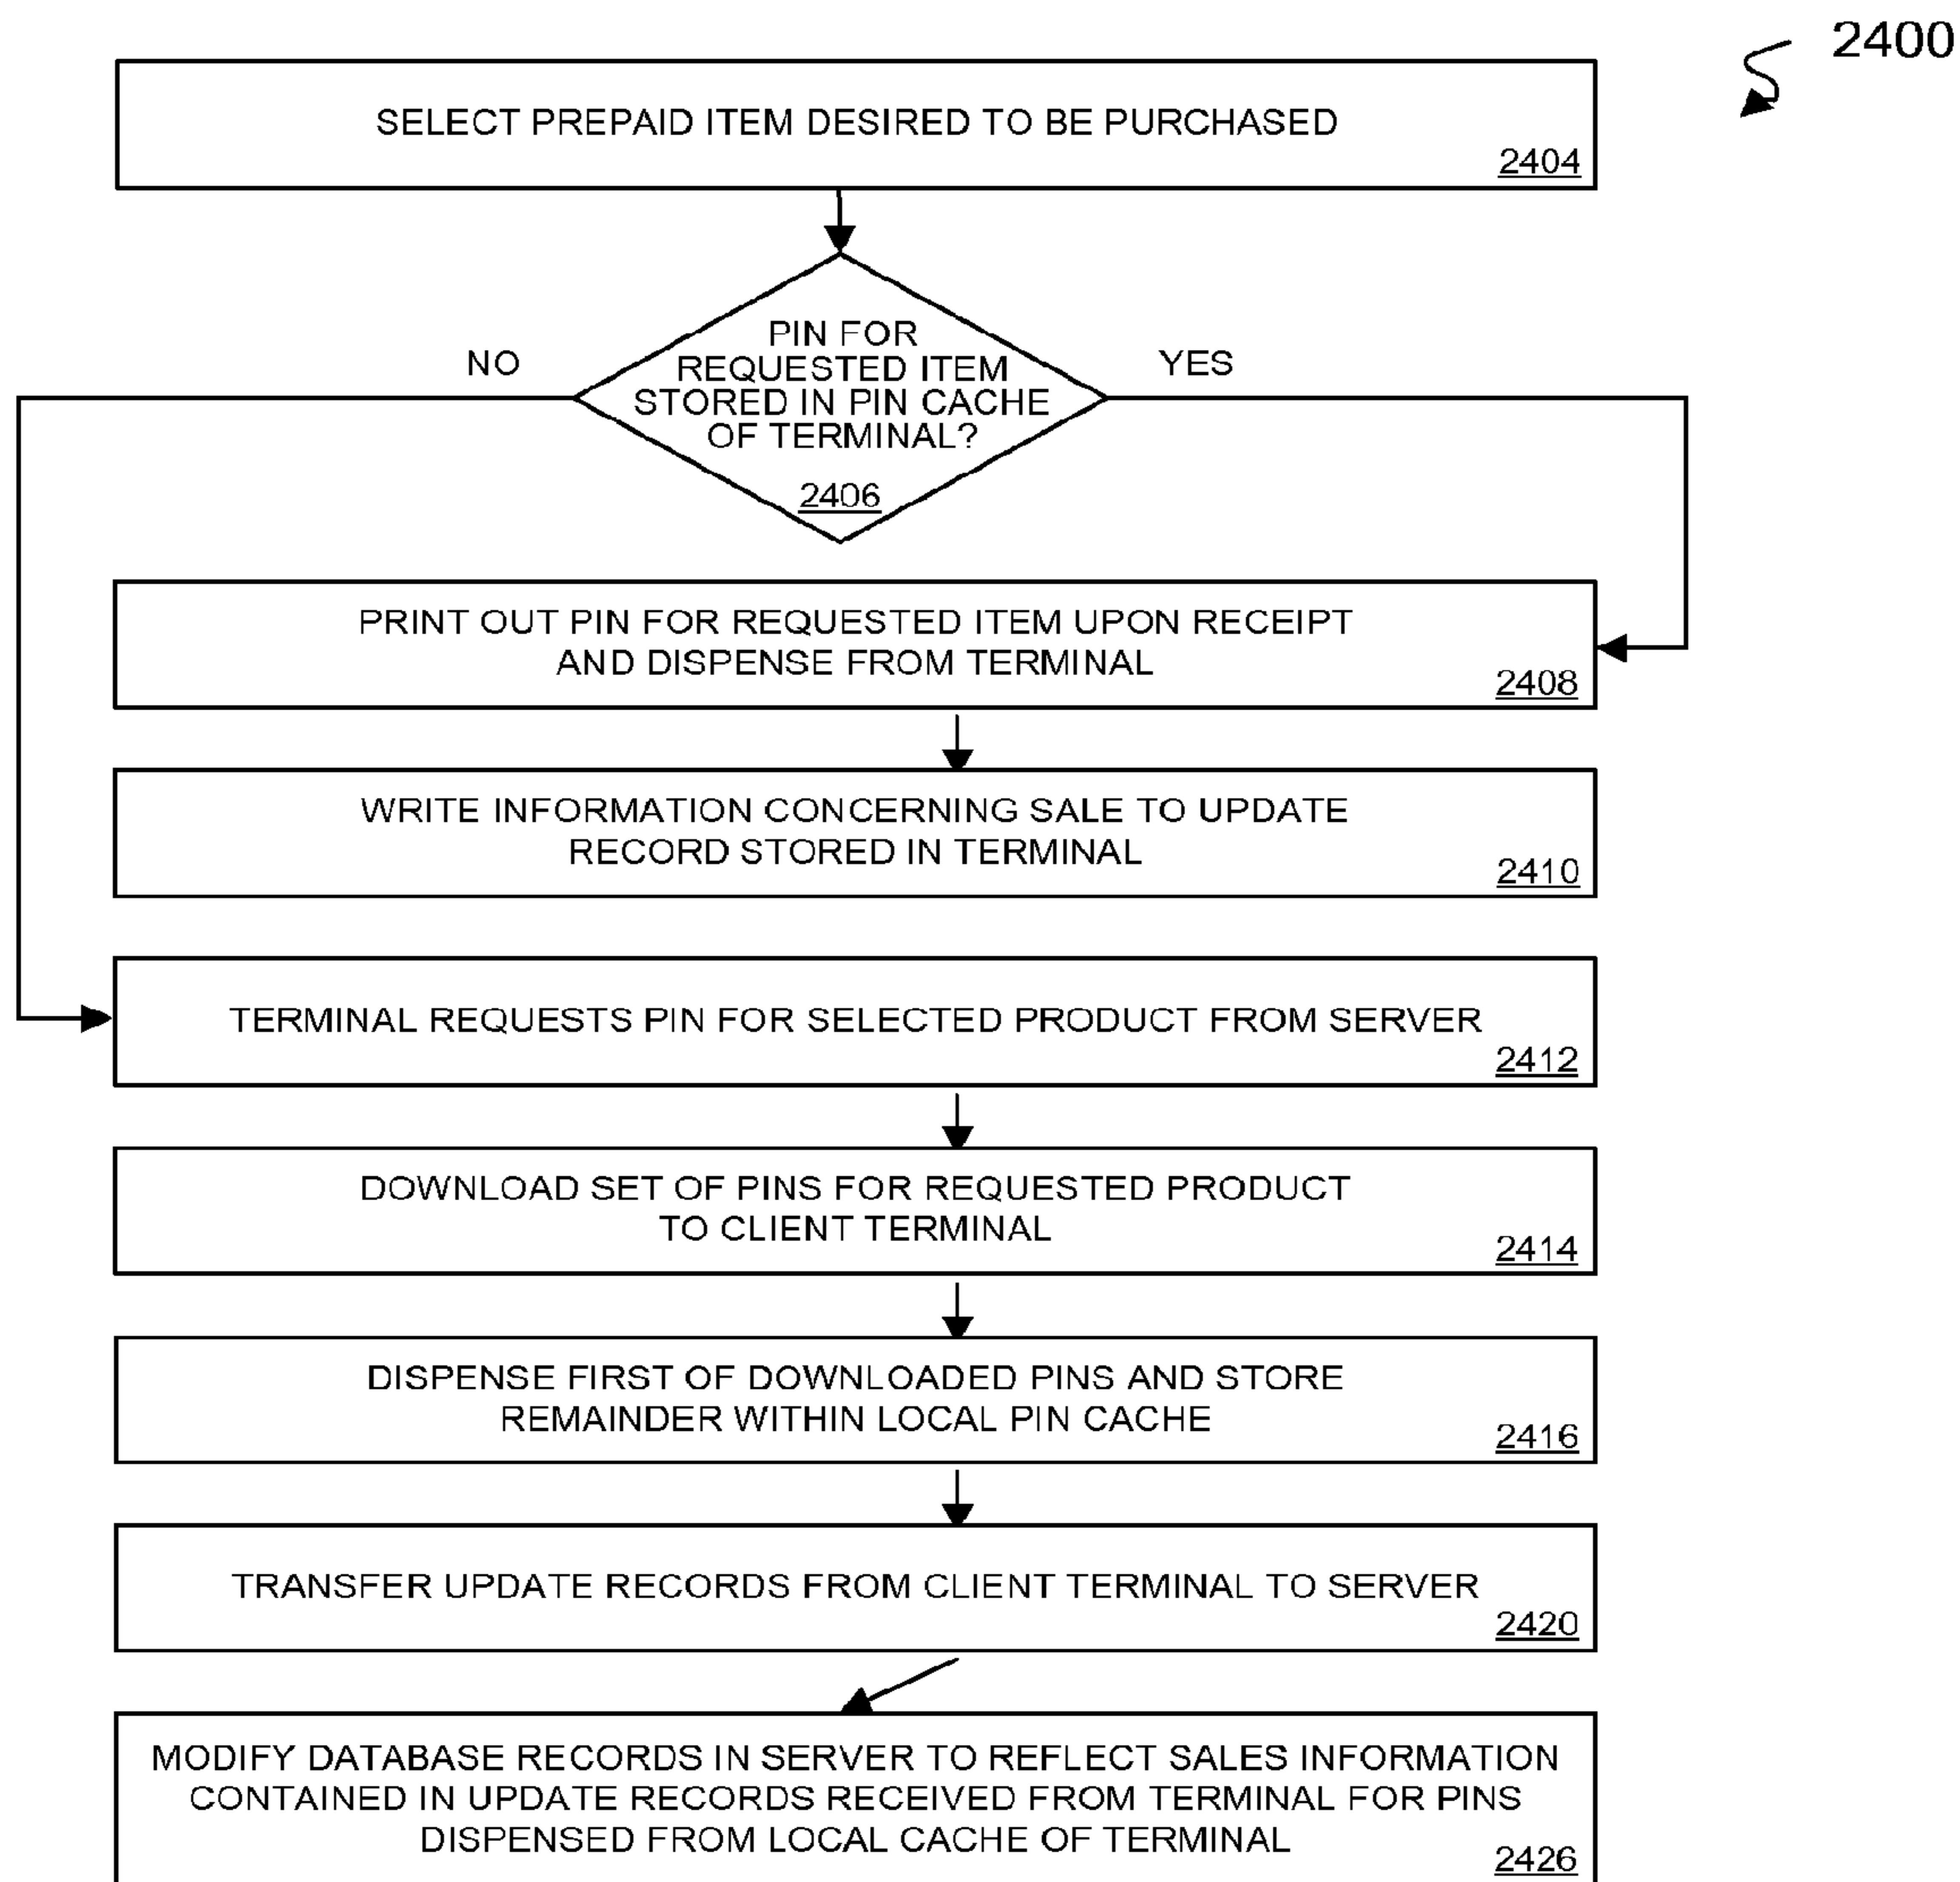 2400
SELECT PREPAID ITEM DESIRED TO BE PURCHASED
2404
PIN FOR
REQUESTED ITEM
STORED IN PIN CACHE
OF TERMINAL?
2406
NO
YES
PRINT OUT PIN FOR REQUESTED ITEM UPON RECEIPT
AND DISPENSE FROM TERMINAL
2408
WRITE INFORMATION CONCERNING SALE TO UPDATE
RECORD STORED IN TERMINAL
2410
TERMINAL REQUESTS PIN FOR SELECTED PRODUCT FROM SERVER
2412
DOWNLOAD SET OF PINS FOR REQUESTED PRODUCT
TO CLIENT TERMINAL
2414
DISPENSE FIRST OF DOWNLOADED PINS AND STORE
REMAINDER WITHIN LOCAL PIN CACHE
2416
TRANSFER UPDATE RECORDS FROM CLIENT TERMINAL TO SERVER
2420
MODIFY DATABASE RECORDS IN SERVER TO REFLECT SALES INFORMATION
CONTAINED IN UPDATE RECORDS RECEIVED FROM TERMINAL FOR PINS
DISPENSED FROM LOCAL CACHE OF TERMINAL
2426